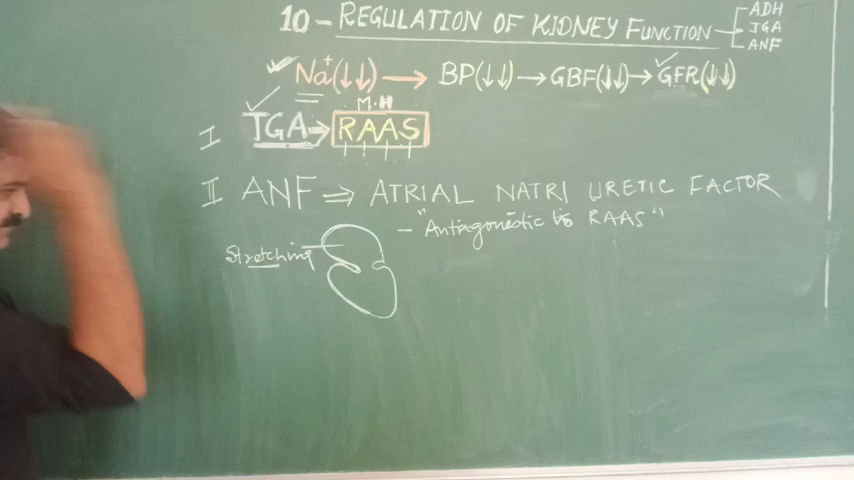 10 - REGULATION OF KIDNEY FUNCTION
ADH
JGA
ANF
Na+(↓↓) → BP(↓↓) → GBF(↓↓) → GFR(↓↓)
M.H
I JGA → RAAS
II ANF ⇒ ATRIAL NATRI URETIC FACTOR
- "Antagonistic to RAAS"
Stretching